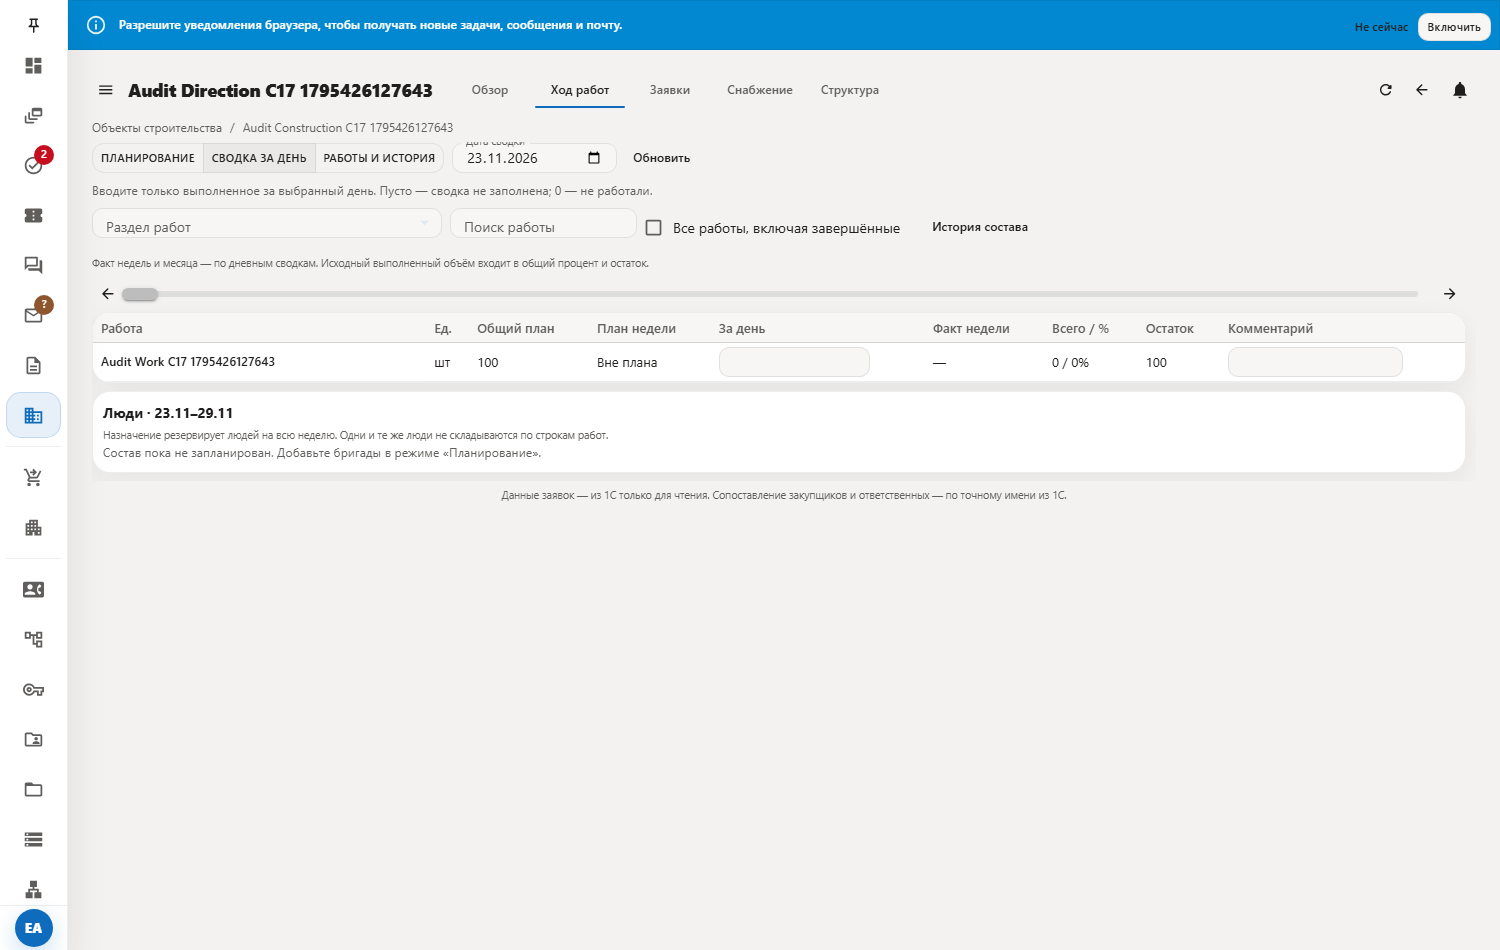 Разрешите уведомления браузера, чтобы получать новые задачи, сообщения и почту.
Не сейчас
Включить
Audit Direction C17 1795426127643
Обзор
Ход работ
Заявки
Снабжение
Структура
Объекты строительства / Audit Construction C17 1795426127643
ПЛАНИРОВАНИЕ
СВОДКА ЗА ДЕНЬ
РАБОТЫ И ИСТОРИЯ
Дата сводки
23.11.2026
Обновить
Вводите только выполненное за выбранный день. Пусто — сводка не заполнена; 0 — не работали.
Раздел работ
Поиск работы
Все работы, включая завершённые
История состава
Факт недель и месяца — по дневным сводкам. Исходный выполненный объём входит в общий процент и остаток.
Работа Ед. Общий план План недели За день Факт недели Всего / % Остаток Комментарий
Audit Work C17 1795426127643 шт 100 Вне плана — 0 / 0% 100
Люди · 23.11–29.11
Назначение резервирует людей на всю неделю. Одни и те же люди не складываются по строкам работ.
Состав пока не запланирован. Добавьте бригады в режиме «Планирование».
Данные заявок — из 1С только для чтения. Сопоставление закупщиков и ответственных — по точному имени из 1С.
2
?
EA